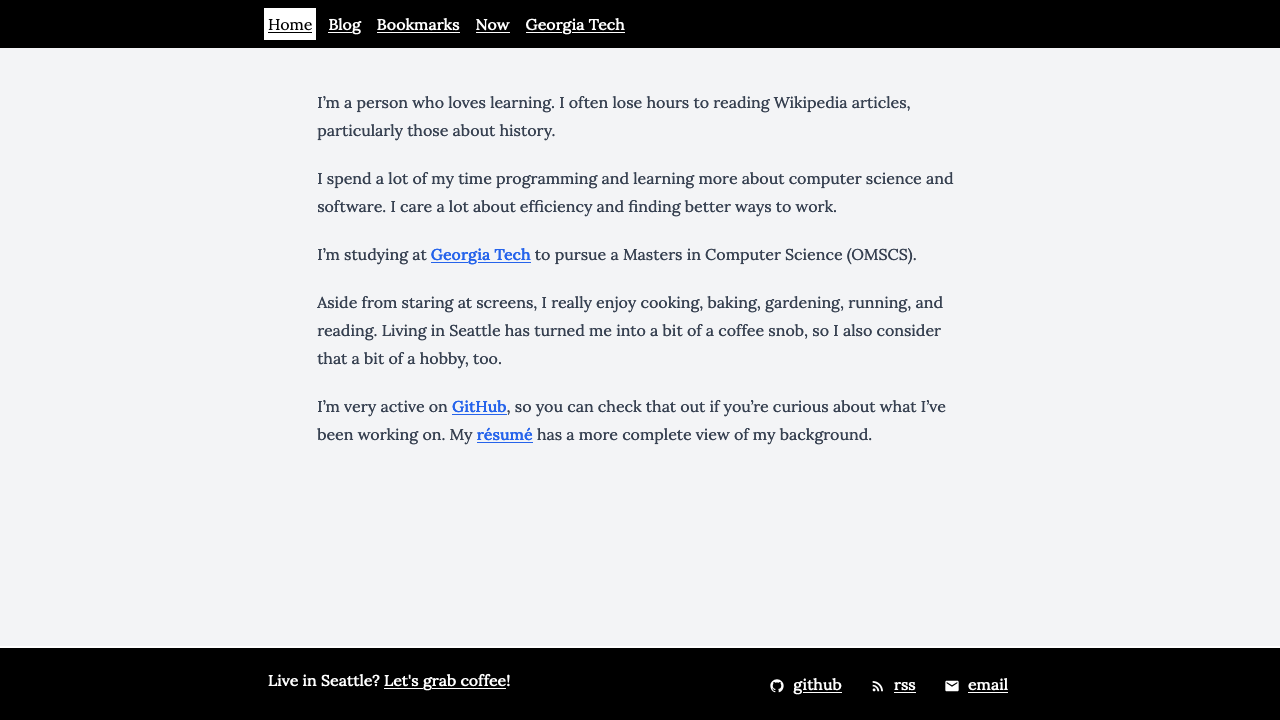 Home Blog Bookmarks Now Georgia Tech
I’m a person who loves learning. I often lose hours to reading Wikipedia articles,
particularly those about history.
I spend a lot of my time programming and learning more about computer science and
software. I care a lot about efficiency and finding better ways to work.
I’m studying at Georgia Tech to pursue a Masters in Computer Science (OMSCS).
Aside from staring at screens, I really enjoy cooking, baking, gardening, running, and
reading. Living in Seattle has turned me into a bit of a coffee snob, so I also consider
that a bit of a hobby, too.
I’m very active on GitHub, so you can check that out if you’re curious about what I’ve
been working on. My résumé has a more complete view of my background.
Live in Seattle? Let's grab coffee!
github rss email